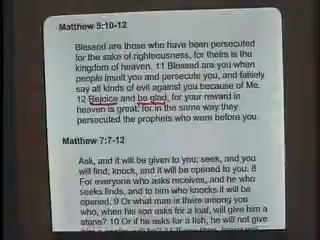 Matthew 5:10-12
Blessed are those who have been persecuted
for the sake of righteousness, for theirs is the
kingdom of heaven. 11 Blessed are you when
people insult you and persecute you, and falsely
say all kinds of evil against you because of Me.
12 Rejoice and be glad, for your reward in
heaven is great; for in the same way they
persecuted the prophets who were before you.
Matthew 7:7-12
Ask, and it will be given to you; seek, and you
will find; knock, and it will be opened to you. 8
For everyone who asks receives, and he who
seeks finds, and to him who knocks it will be
opened. 9 Or what man is there among you
who, when his son asks for a loaf, will give him a
stone? 10 Or if he asks for a fish, he will not give